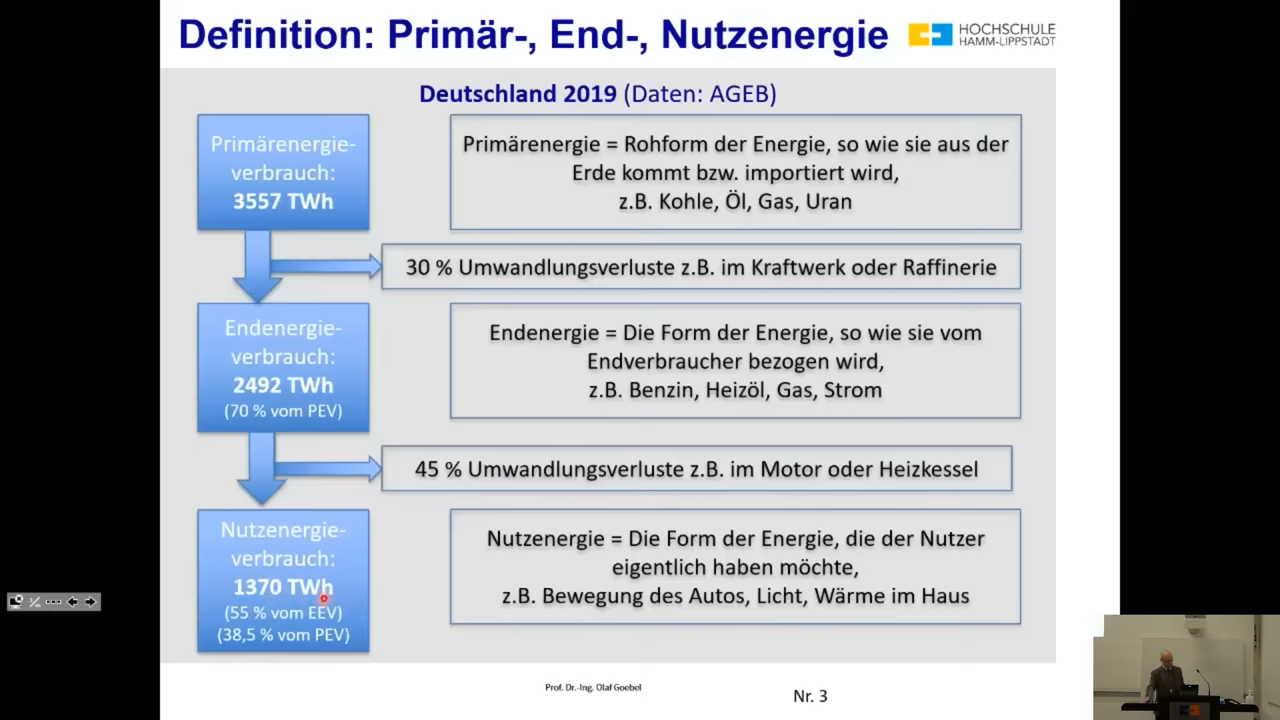 Definition: Primär-, End-, Nutzenergie
HOCHSCHULE
HAMM-LIPPSTADT
Deutschland 2019 (Daten: AGEB)
Primärenergie-
verbrauch:
3557 TWh
Primärenergie = Rohform der Energie, so wie sie aus der
Erde kommt bzw. importiert wird,
z.B. Kohle, Öl, Gas, Uran
30 % Umwandlungsverluste z.B. im Kraftwerk oder Raffinerie
Endenergie-
verbrauch:
2492 TWh
(70 % vom PEV)
Endenergie = Die Form der Energie, so wie sie vom
Endverbraucher bezogen wird,
z.B. Benzin, Heizöl, Gas, Strom
45 % Umwandlungsverluste z.B. im Motor oder Heizkessel
Nutzenergie-
verbrauch:
1370 TWh
(55 % vom EEV)
(38,5 % vom PEV)
Nutzenergie = Die Form der Energie, die der Nutzer
eigentlich haben möchte,
z.B. Bewegung des Autos, Licht, Wärme im Haus
Prof. Dr.-Ing. Olaf Goebel
Nr. 3